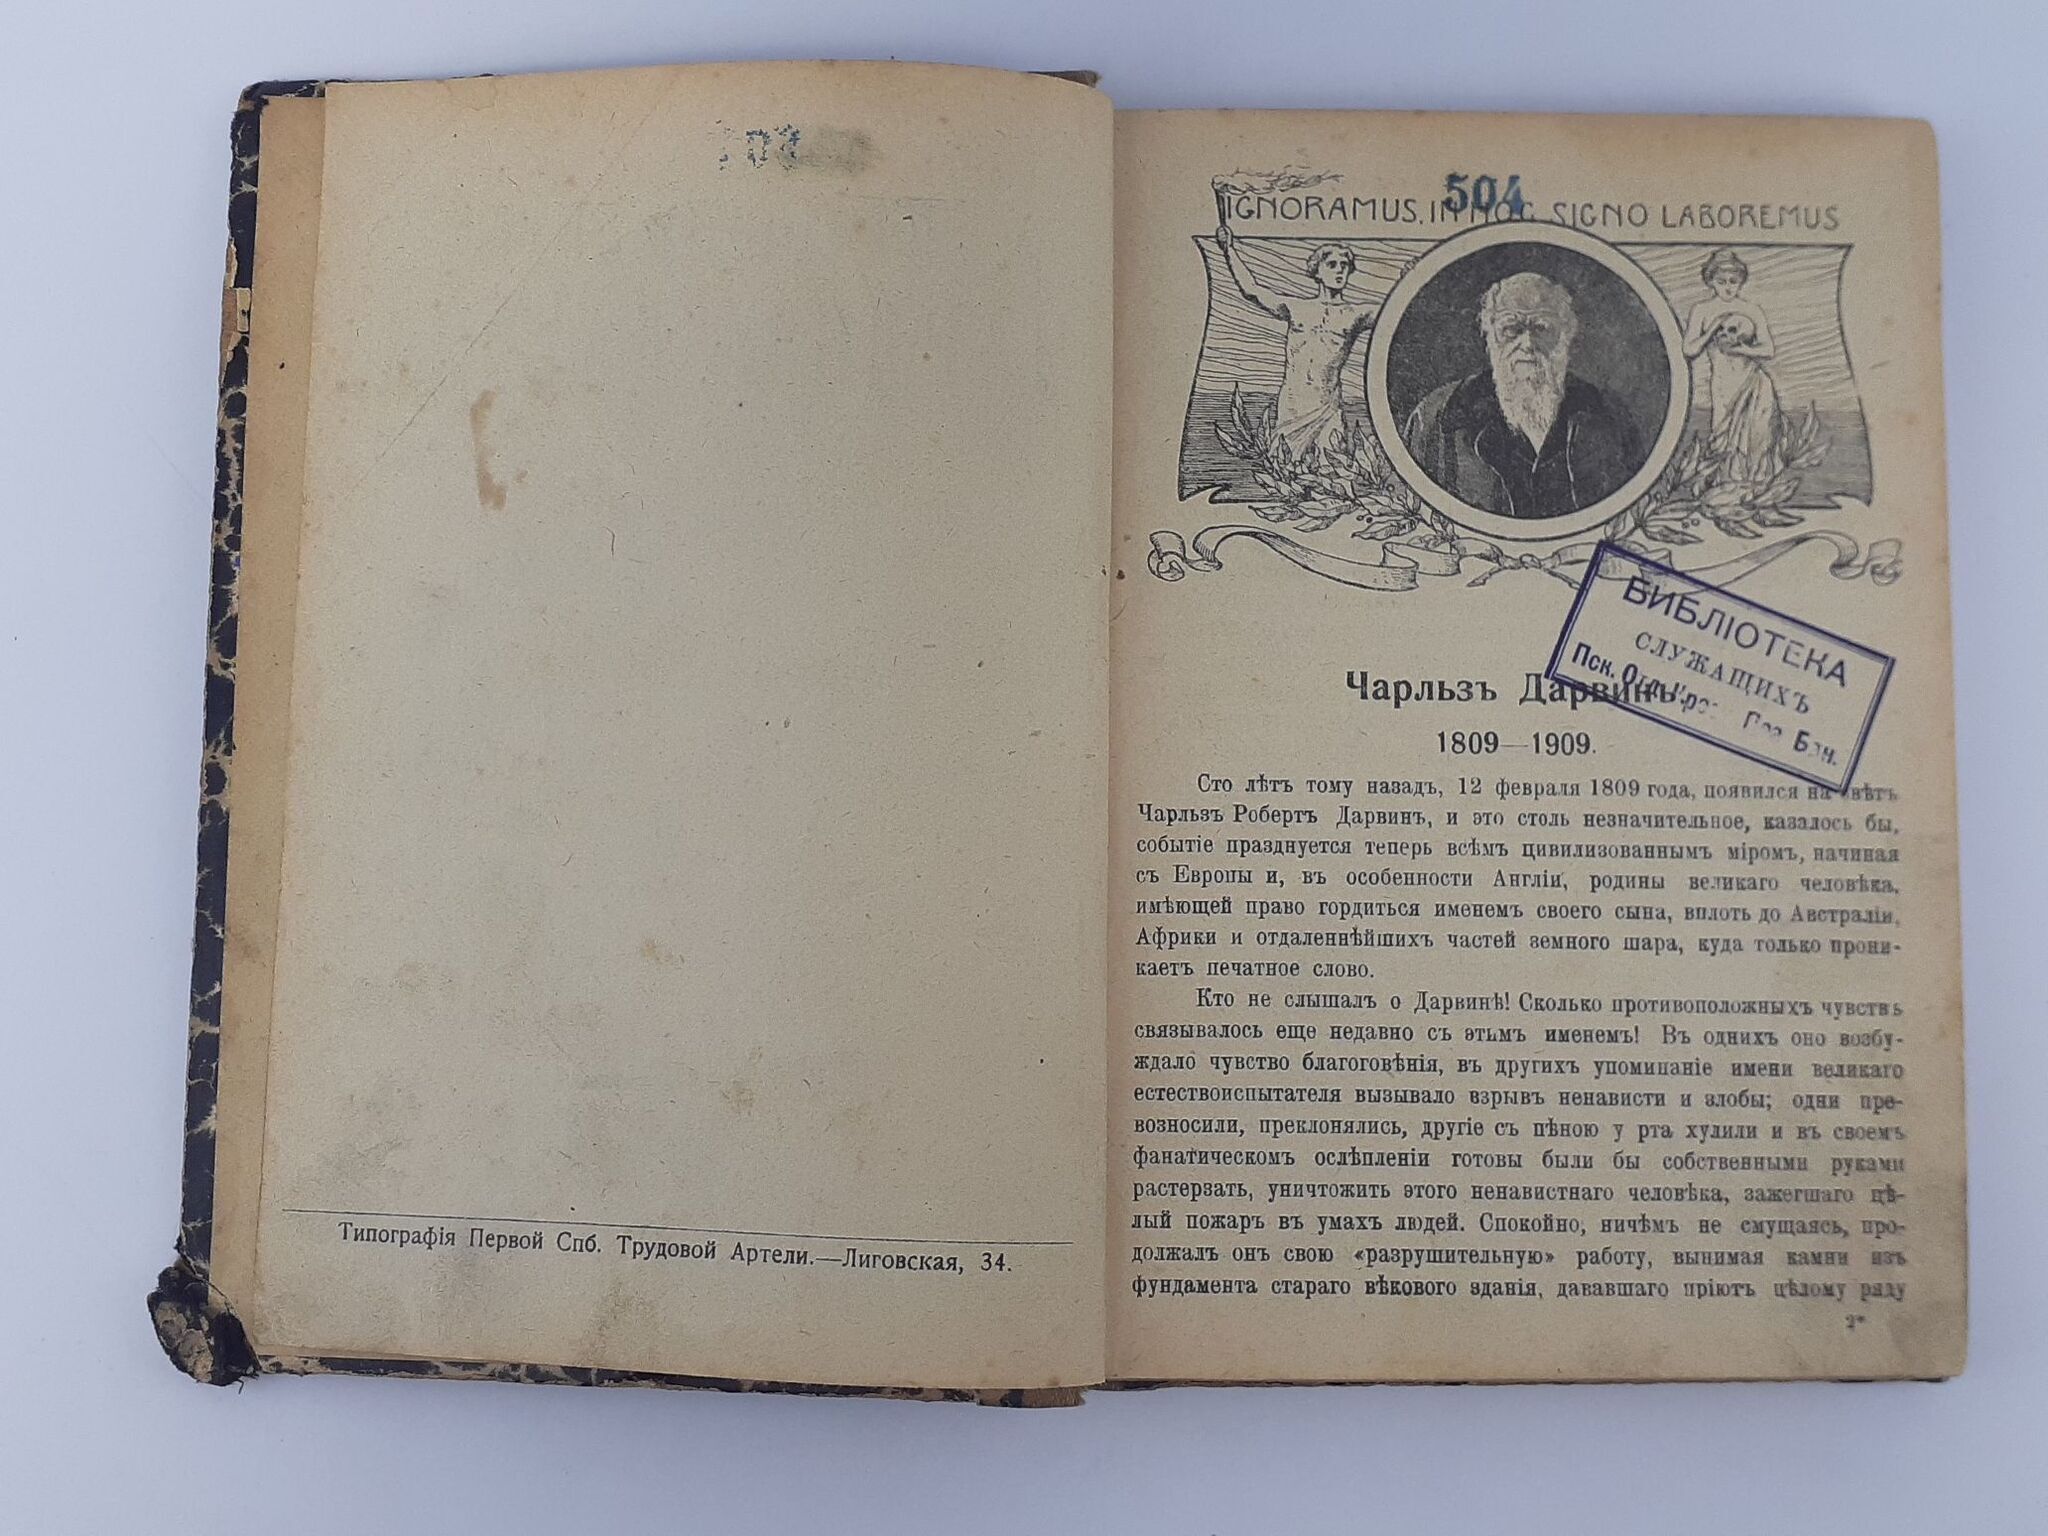 Типографія Первой Спб. Трудовой Артели.—Лиговская, 34.
504
IGNORAMUS, IN HOC SIGNO LABOREMUS
БИБЛІОТЕКА
СЛУЖАЩИХЪ
Пск. Бан.
Чарльзъ Дарвинъ.
1809—1909.
Сто лѣтъ тому назадъ, 12 февраля 1809 года, появился на свѣтъ
Чарльзъ Робертъ Дарвинъ, и это столь незначительное, казалось бы,
событіе празднуется теперь всѣмъ цивилизованнымъ міромъ, начиная
съ Европы и, въ особенности Англіи, родины великаго человѣка,
имѣющей право гордиться именемъ своего сына, вплоть до Австраліи,
Африки и отдаленнѣйшихъ частей земного шара, куда только прони-
каетъ печатное слово.
Кто не слышалъ о Дарвинѣ! Сколько противоположныхъ чувствъ
связывалось еще недавно съ этимъ именемъ! Въ однихъ оно возбу-
ждало чувство благоговѣнія, въ другихъ упоминаніе имени великаго
естествоиспытателя вызывало взрывъ ненависти и злобы; одни пре-
возносили, преклонялись, другіе съ пѣною у рта хулили и въ своемъ
фанатическомъ ослѣпленіи готовы были бы собственными руками
растерзать, уничтожить этого ненавистнаго человѣка, зажегшаго цѣ-
лый пожаръ въ умахъ людей. Спокойно, ничѣмъ не смущаясь, про-
должалъ онъ свою «разрушительную» работу, вынимая камни изъ
фундамента стараго вѣкового зданія, дававшаго пріютъ цѣлому ряду
2*